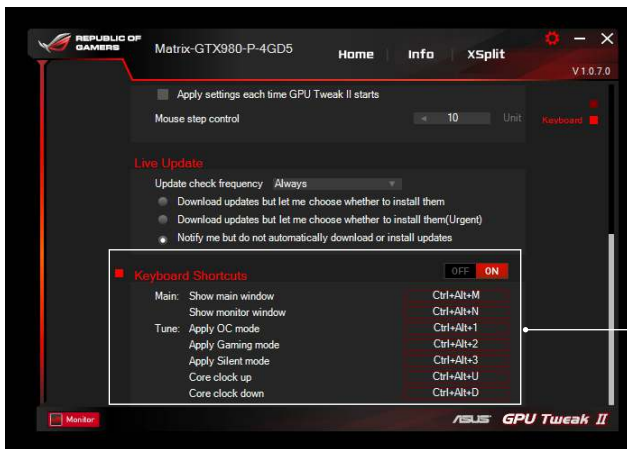 REPUBLIC OF
GAMERS
Matrix-GTX980-P-4GD5
Home Info XSplit
V 1.0.7.0
Apply settings each time GPU Tweak II starts
Mouse step control 10 Unit
Keyboard
Live Update
Update check frequency Always
Download updates but let me choose whether to install them
Download updates but let me choose whether to install them(Urgent)
Notify me but do not automatically download or install updates
Keyboard Shortcuts OFF ON
Main: Show main window Ctrl+Alt+M
Show monitor window Ctrl+Alt+N
Tune: Apply OC mode Ctrl+Alt+1
Apply Gaming mode Ctrl+Alt+2
Apply Silent mode Ctrl+Alt+3
Core clock up Ctrl+Alt+U
Core clock down Ctrl+Alt+D
Monitor
ASUS GPU Tweak II